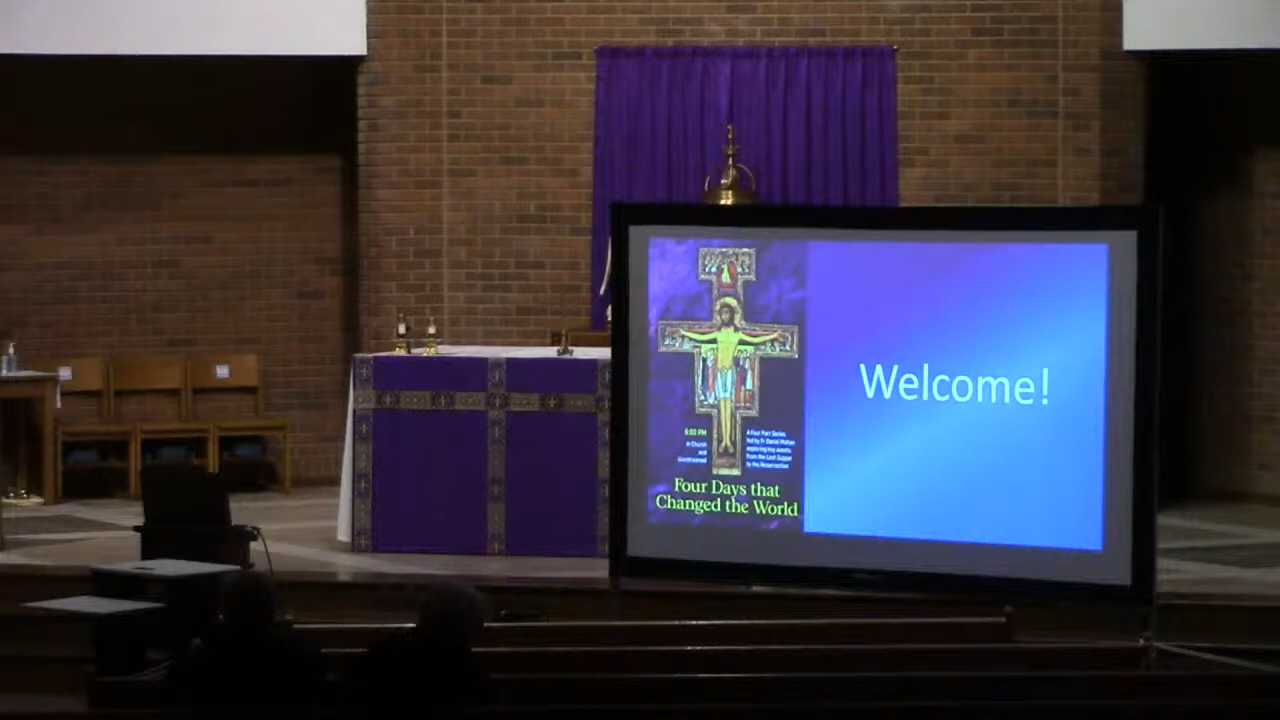 Welcome!
6:00 PM
in Church
and
Livestreamed
A Four Part Series
led by Fr Daniel
exploring key events
from the Last Supper
to the Resurrection
Four Days that
Changed the World